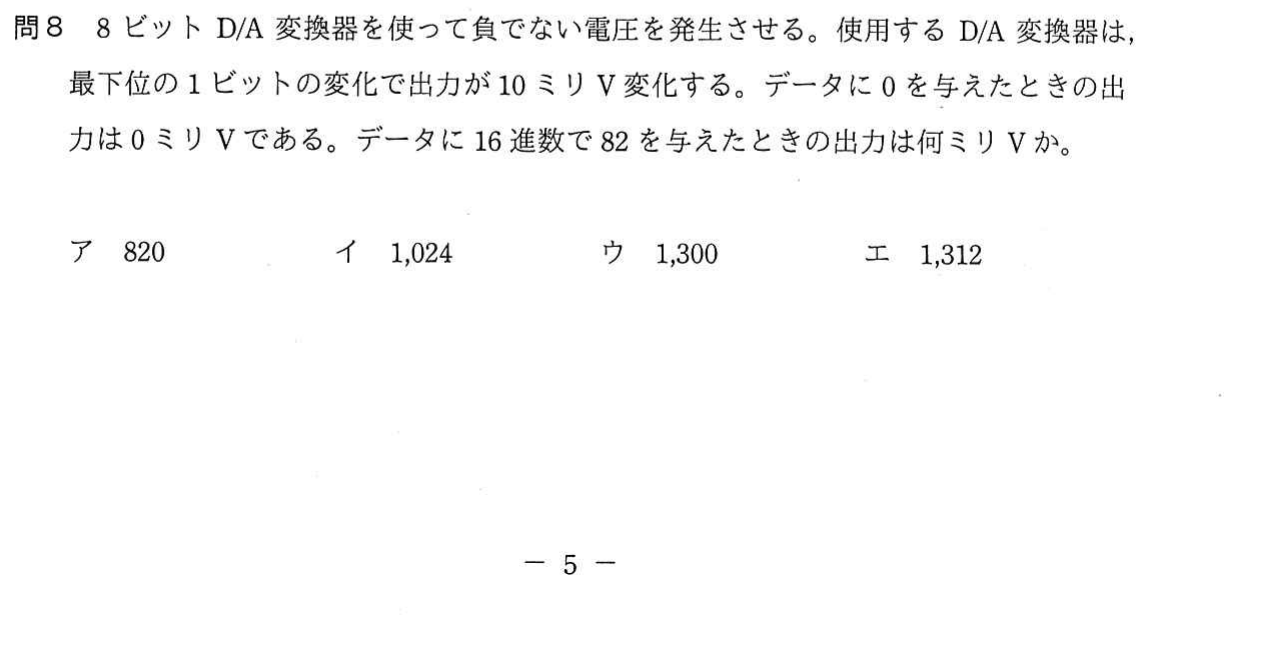 問8 8 ビット D/A 変換器を使って負でない電圧を発生させる。使用する D/A 変換器は,
最下位の 1 ビットの変化で出力が 10 ミリ V 変化する。データに 0 を与えたときの出
力は 0 ミリ V である。データに 16 進数で 82 を与えたときの出力は何ミリ V か。
ア 820 イ 1,024 ウ 1,300 エ 1,312
− 5 −